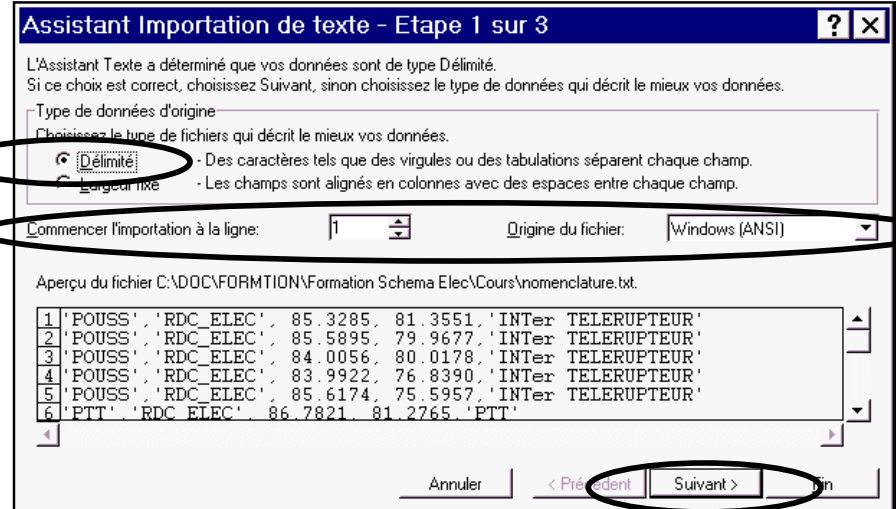 Assistant Importation de texte - Etape 1 sur 3
L'Assistant Texte a déterminé que vos données sont de type Délimité.
Si ce choix est correct, choisissez Suivant, sinon choisissez le type de données qui décrit le mieux vos données.
Type de données d'origine
Choisissez le type de fichiers qui décrit le mieux vos données.
Délimité - Des caractères tels que des virgules ou des tabulations séparent chaque champ.
Largeur fixe - Les champs sont alignés en colonnes avec des espaces entre chaque champ.
Commencer l'importation à la ligne: 1 Origine du fichier: Windows (ANSI)
Aperçu du fichier C:\DOC\FORMTION\Formation Schema Elec\Cours\nomenclature.txt.
1 'POUSS','RDC_ELEC', 85.3285, 81.3551,'INTer TELERUPTEUR'
2 'POUSS','RDC_ELEC', 85.5895, 79.9677,'INTer TELERUPTEUR'
3 'POUSS','RDC_ELEC', 84.0056, 80.0178,'INTer TELERUPTEUR'
4 'POUSS','RDC_ELEC', 83.9922, 76.8390,'INTer TELERUPTEUR'
5 'POUSS','RDC_ELEC', 85.6174, 75.5957,'INTer TELERUPTEUR'
6 'PTT','RDC_ELEC', 86.7821, 81.2765,'PTT'
Annuler < Précédent Suivant > Fin